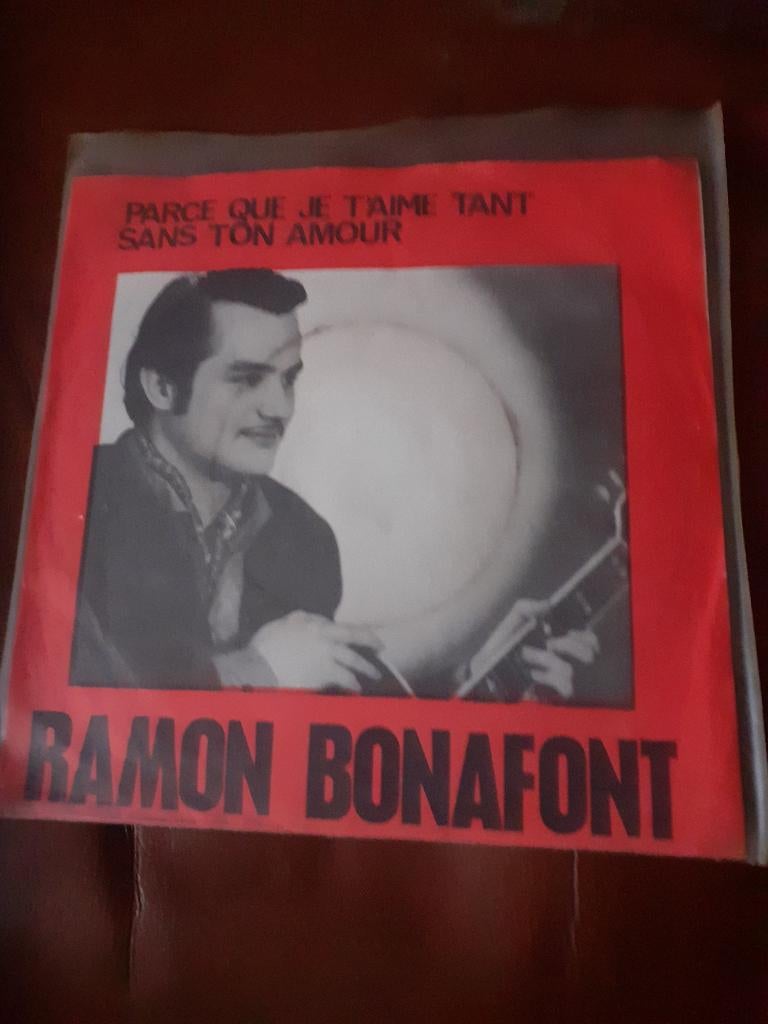 PARCE QUE JE T'AIME TANT
SANS TON AMOUR
RAMON BONAFONT